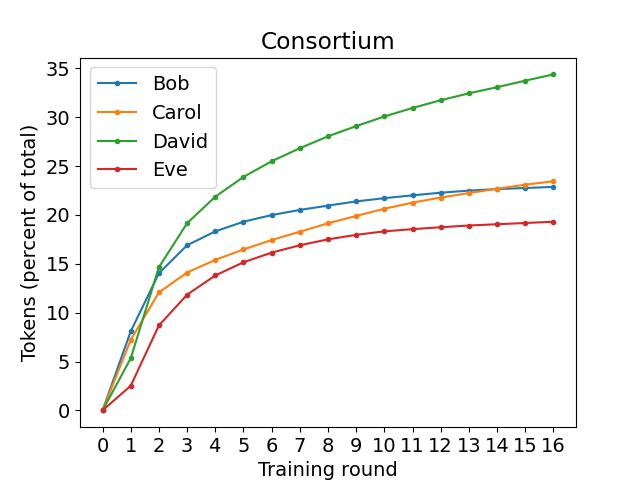 Consortium
Tokens (percent of total)
35
30
25
20
15
10
5
0
Bob
Carol
David
Eve
0 1 2 3 4 5 6 7 8 9 10 11 12 13 14 15 16
Training round